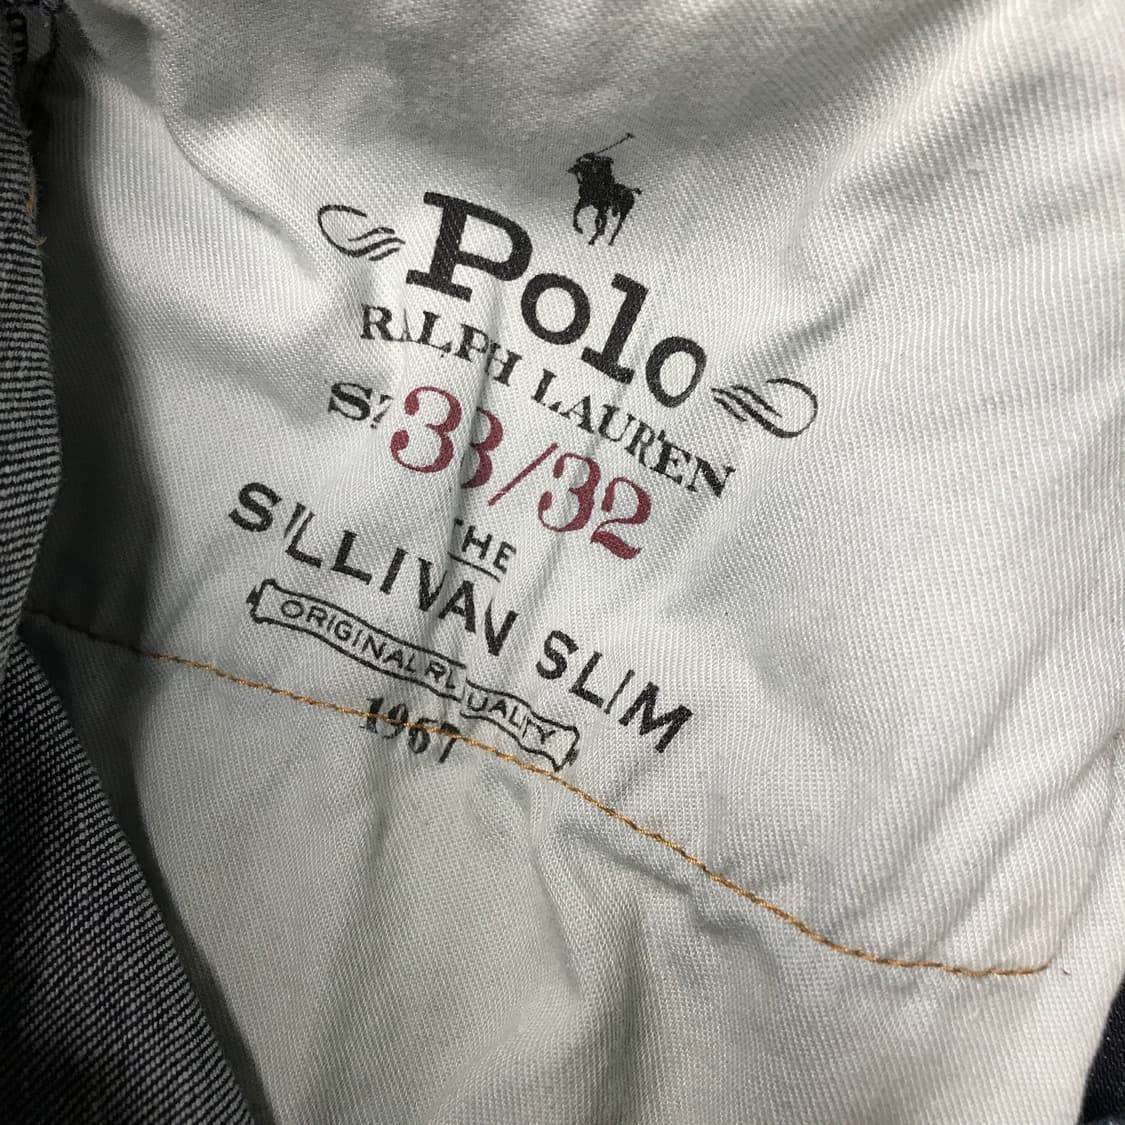 Polo
RALPH LAUREN
33/32
THE
SULLIVAN SLIM
ORIGINAL RL QUALITY
1967